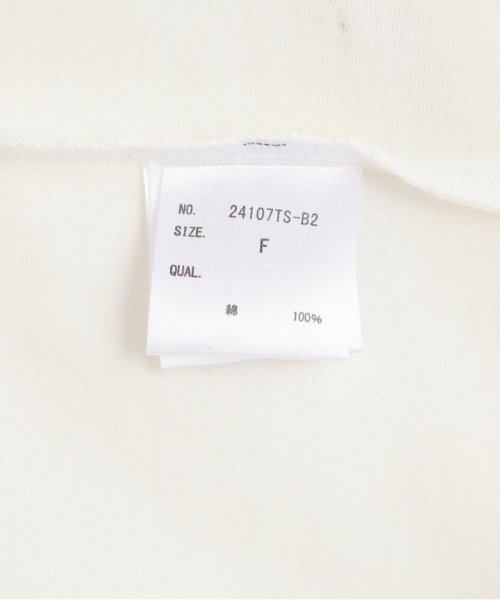 NO. 24107TS-B2
SIZE. F
QUAL.
綿 100%